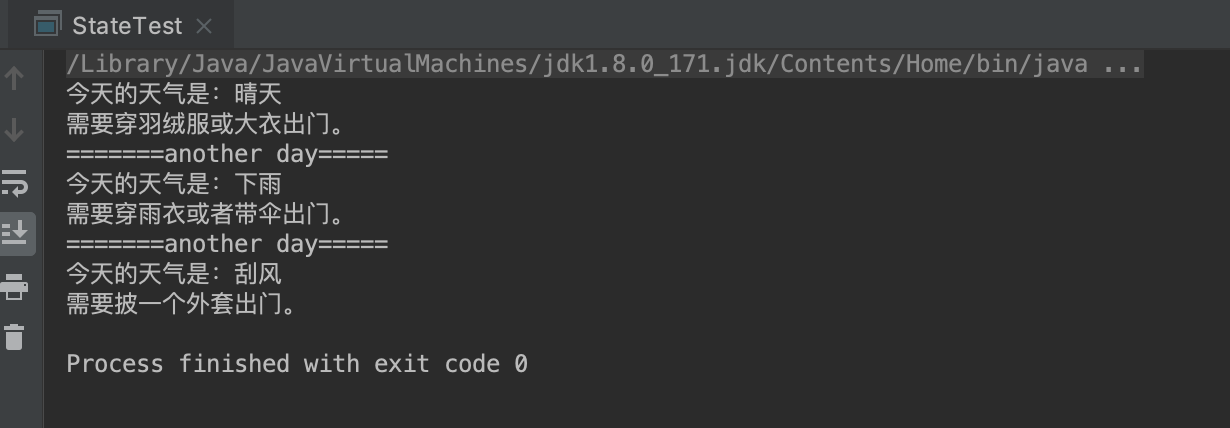 StateTest
/Library/Java/JavaVirtualMachines/jdk1.8.0_171.jdk/Contents/Home/bin/java ...
今天的天气是：晴天
需要穿羽绒服或大衣出门。
=======another day=====
今天的天气是：下雨
需要穿雨衣或者带伞出门。
=======another day=====
今天的天气是：刮风
需要披一个外套出门。
Process finished with exit code 0